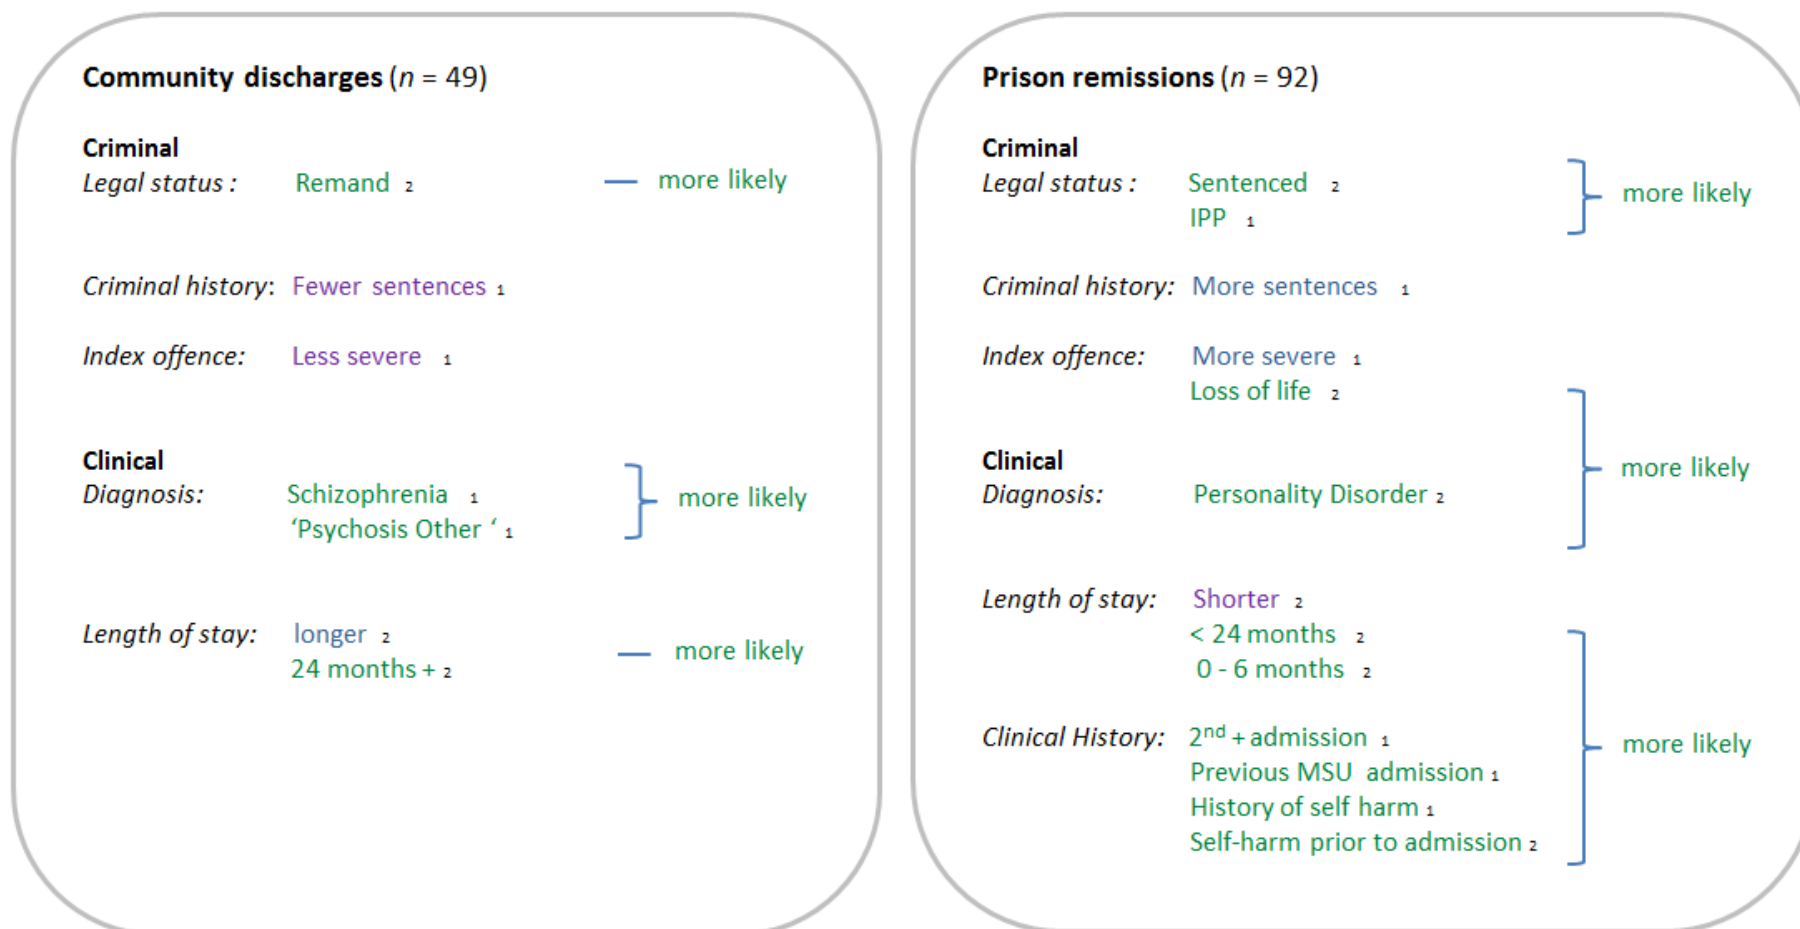 Community discharges (n = 49)
Criminal
Legal status : Remand 2 more likely
Criminal history: Fewer sentences 1
Index offence: Less severe 1
Clinical
Diagnosis: Schizophrenia 1
‘Psychosis Other ‘ 1
more likely
Length of stay: longer 2
24 months + 2
more likely
Prison remissions (n = 92)
Criminal
Legal status : Sentenced 2
IPP 1
more likely
Criminal history: More sentences 1
Index offence: More severe 1
Loss of life 2
more likely
Clinical
Diagnosis: Personality Disorder 2
Length of stay: Shorter 2
< 24 months 2
0 - 6 months 2
Clinical History: 2nd + admission 1
more likely
Previous MSU admission 1
History of self harm 1
Self-harm prior to admission 2